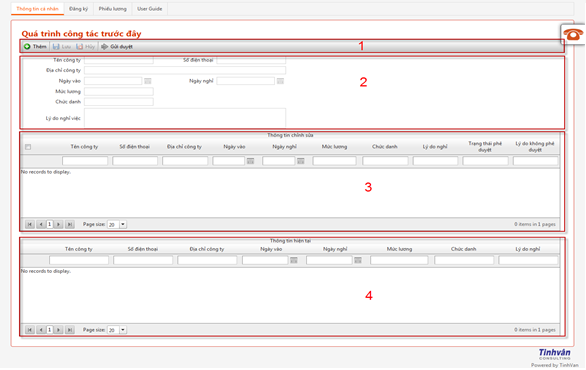 Thông tin cá nhân Đăng ký Phiếu lương User Guide
Quá trình công tác trước đây
Thêm Lưu Hủy Gửi duyệt 1
Tên công ty Số điện thoại
Địa chỉ công ty
Ngày vào Ngày nghỉ 2
Mức lương
Chức danh
Lý do nghỉ việc
Thông tin chỉnh sửa
Tên công ty Số điện thoại Địa chỉ công ty Ngày vào Ngày nghỉ Mức lương Chức danh Lý do nghỉ Trạng thái phê duyệt Lý do không phê duyệt
No records to display.
3
1 Page size: 20 0 items in 1 pages
Thông tin hiện tại
Tên công ty Số điện thoại Địa chỉ công ty Ngày vào Ngày nghỉ Mức lương Chức danh Lý do nghỉ
No records to display.
4
1 Page size: 20 0 items in 1 pages
Tinhvân
CONSULTING
Powered by TinhVan